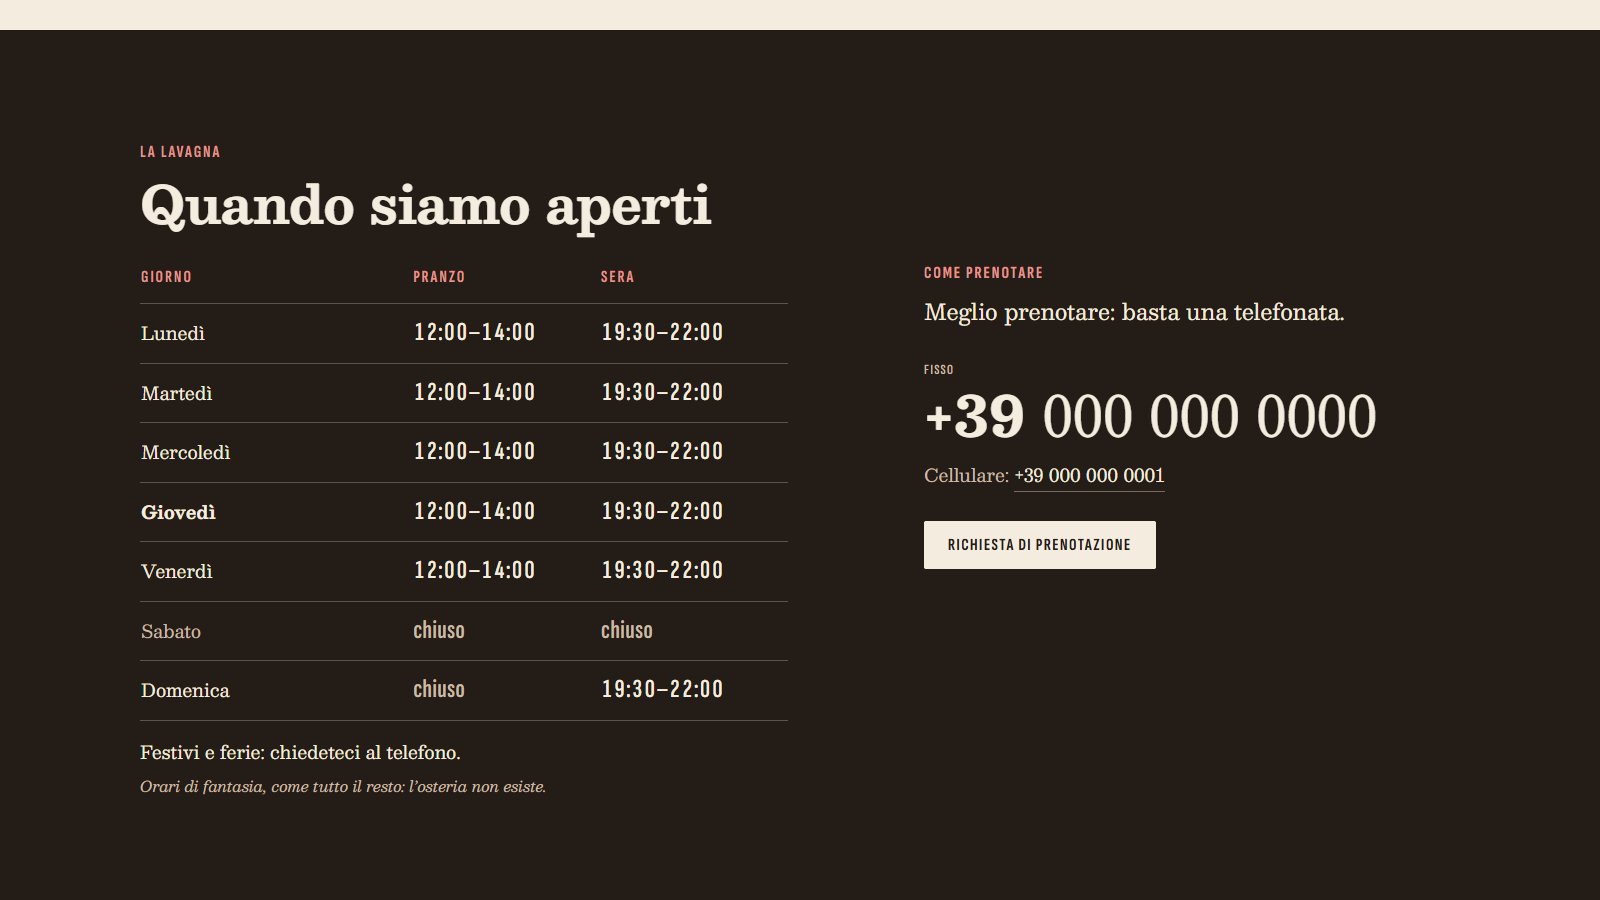 LA LAVAGNA
Quando siamo aperti
GIORNO PRANZO SERA
Lunedì 12:00–14:00 19:30–22:00
Martedì 12:00–14:00 19:30–22:00
Mercoledì 12:00–14:00 19:30–22:00
Giovedì 12:00–14:00 19:30–22:00
Venerdì 12:00–14:00 19:30–22:00
Sabato chiuso chiuso
Domenica chiuso 19:30–22:00
Festivi e ferie: chiedeteci al telefono.
Orari di fantasia, come tutto il resto: l’osteria non esiste.
COME PRENOTARE
Meglio prenotare: basta una telefonata.
FISSO
+39 000 000 0000
Cellulare: +39 000 000 0001
RICHIESTA DI PRENOTAZIONE